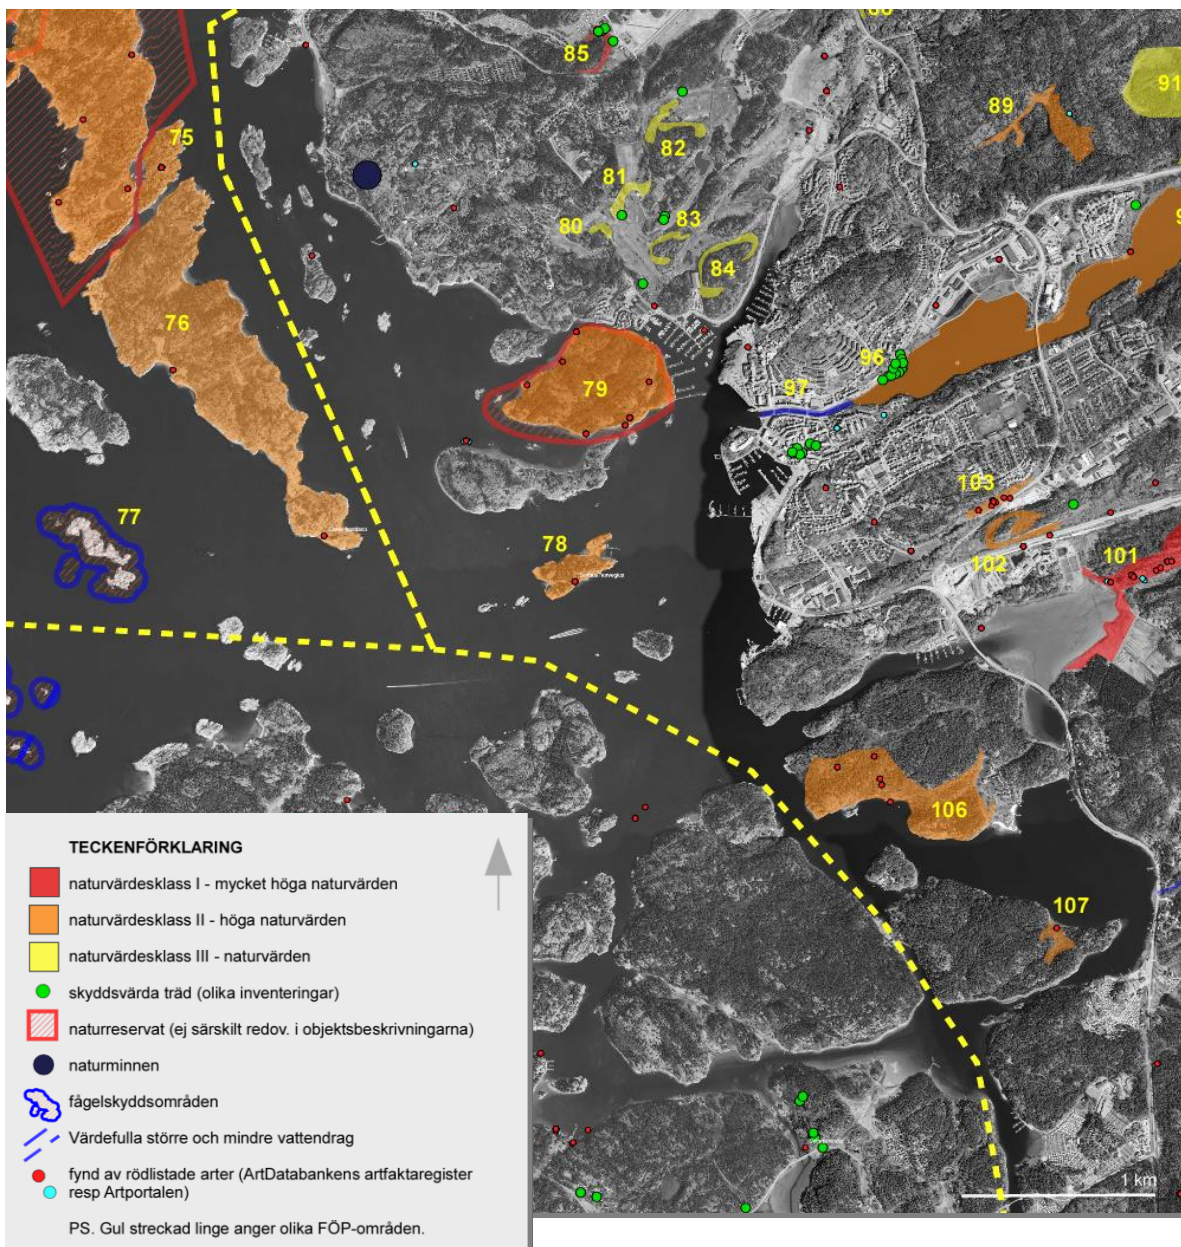 86
85
91
89
82
75
81
80
83
84
9
76
79
96
97
77
78
103
102
101
106
107
1 km
TECKENFÖRKLARING
naturvärdesklass I - mycket höga naturvärden
naturvärdesklass II - höga naturvärden
naturvärdesklass III - naturvärden
skyddsvärda träd (olika inventeringar)
naturreservat (ej särskilt redov. i objektsbeskrivningarna)
naturminnen
fågelskyddsområden
Värdefulla större och mindre vattendrag
fynd av rödlistade arter (ArtDatabankens artfaktaregister
resp Artportalen)
PS. Gul streckad linge anger olika FÖP-områden.